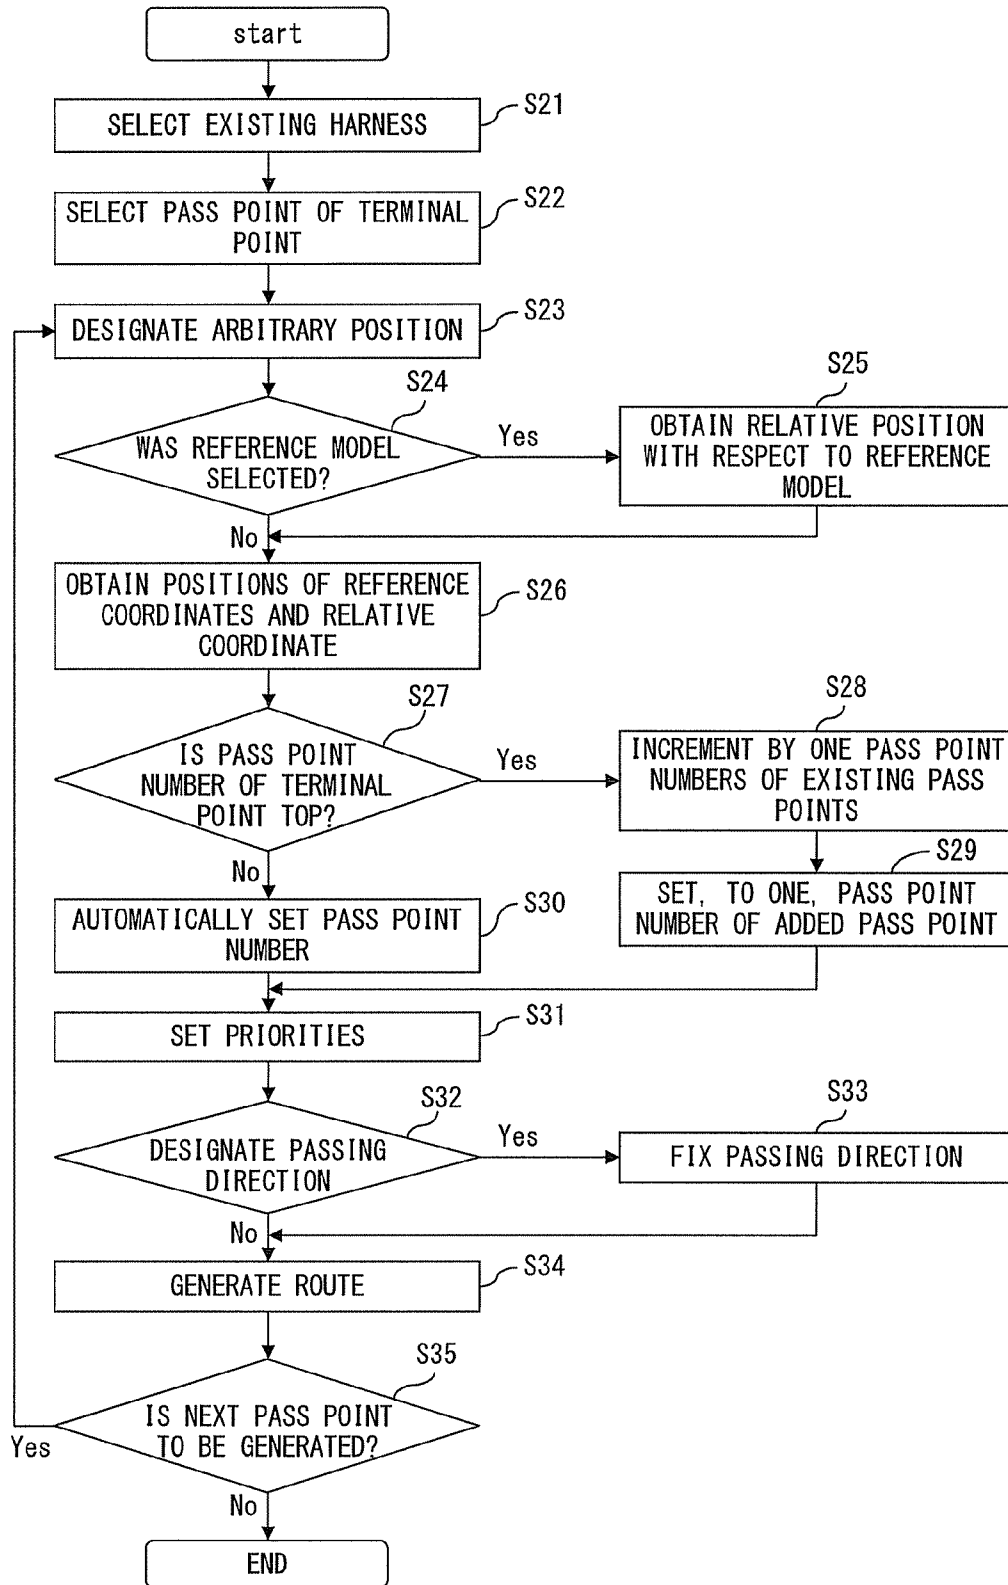 start
SELECT EXISTING HARNESS
S21
SELECT PASS POINT OF TERMINAL
POINT
S22
DESIGNATE ARBITRARY POSITION
S23
WAS REFERENCE MODEL
SELECTED?
S24
Yes
No
OBTAIN RELATIVE POSITION
WITH RESPECT TO REFERENCE
MODEL
S25
OBTAIN POSITIONS OF REFERENCE
COORDINATES AND RELATIVE
COORDINATE
S26
IS PASS POINT
NUMBER OF TERMINAL
POINT TOP?
S27
Yes
No
INCREMENT BY ONE PASS POINT
NUMBERS OF EXISTING PASS
POINTS
S28
SET, TO ONE, PASS POINT
NUMBER OF ADDED PASS POINT
S29
AUTOMATICALLY SET PASS POINT
NUMBER
S30
SET PRIORITIES
S31
DESIGNATE PASSING
DIRECTION
S32
Yes
No
FIX PASSING DIRECTION
S33
GENERATE ROUTE
S34
IS NEXT PASS POINT
TO BE GENERATED?
S35
Yes
No
END